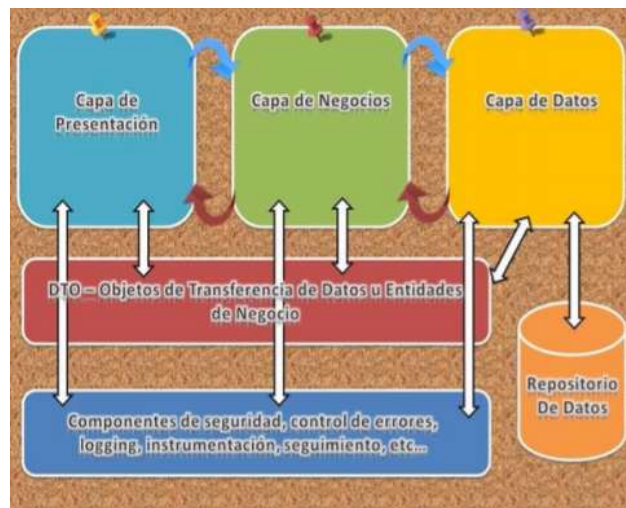 Capa de
Presentación
Capa de Negocios
Capa de Datos
DTO – Objetos de Transferencia de Datos u Entidades
de Negocio
Repositorio
De Datos
Componentes de seguridad, control de errores,
logging, instrumentación, seguimiento, etc...